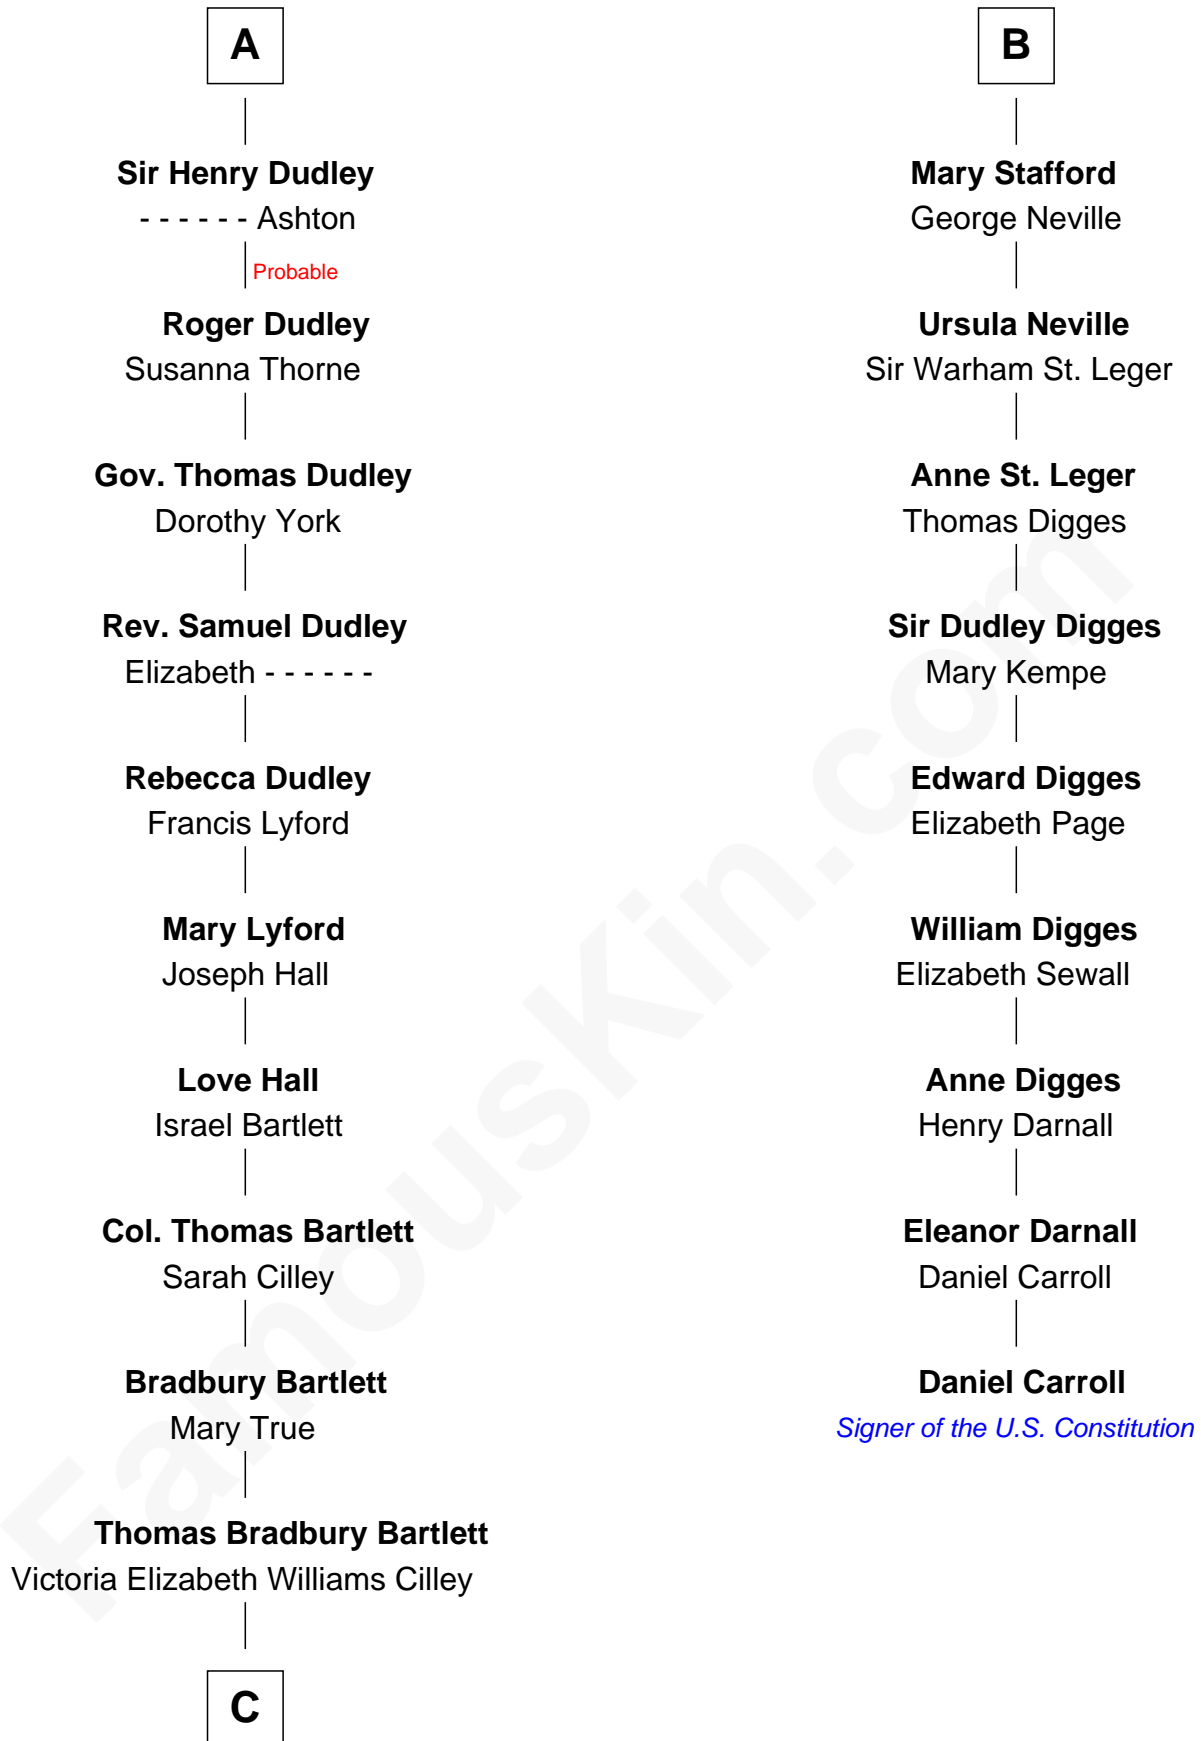 A
Sir Henry Dudley
- - - - - - Ashton
Probable
Roger Dudley
Susanna Thorne
Gov. Thomas Dudley
Dorothy York
Rev. Samuel Dudley
Elizabeth - - - - - -
Rebecca Dudley
Francis Lyford
Mary Lyford
Joseph Hall
Love Hall
Israel Bartlett
Col. Thomas Bartlett
Sarah Cilley
Bradbury Bartlett
Mary True
Thomas Bradbury Bartlett
Victoria Elizabeth Williams Cilley
C
B
Mary Stafford
George Neville
Ursula Neville
Sir Warham St. Leger
Anne St. Leger
Thomas Digges
Sir Dudley Digges
Mary Kempe
Edward Digges
Elizabeth Page
William Digges
Elizabeth Sewall
Anne Digges
Henry Darnall
Eleanor Darnall
Daniel Carroll
Daniel Carroll
Signer of the U.S. Constitution
FamousKin.com